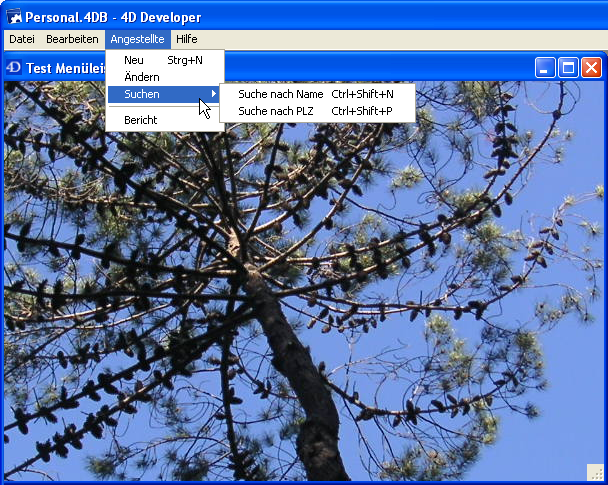 Personal.4DB - 4D Developer
Datei Bearbeiten Angestellte Hilfe
Neu Strg+N
Ändern
Suchen
Bericht
Suche nach Name Ctrl+Shift+N
Suche nach PLZ Ctrl+Shift+P
4D Test Menüleis